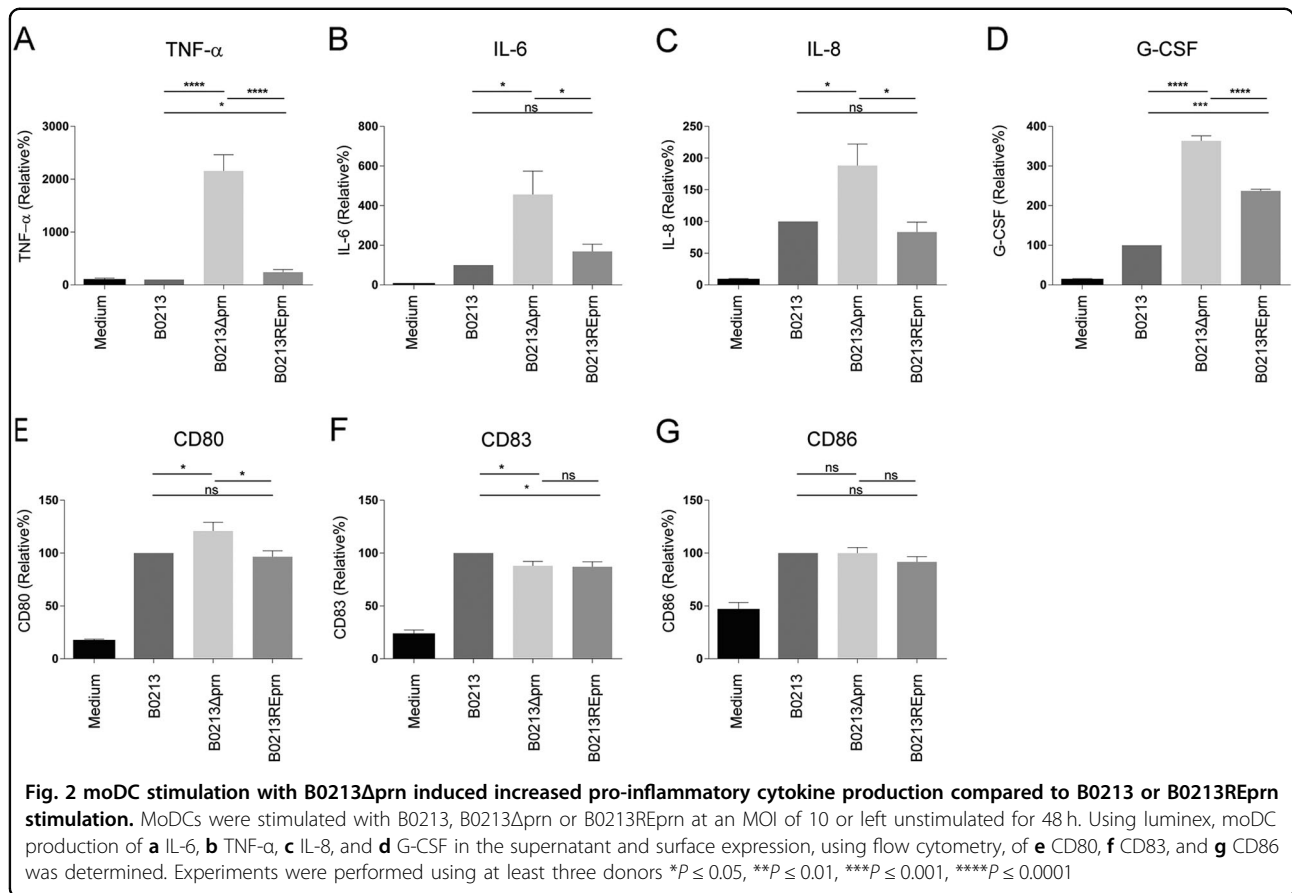 A
TNF-α
****
****
*
TNF–α (Relative%)
3000
2000
1000
0
Medium
B0213
B0213Δprn
B0213REprn
B
IL-6
*
*
ns
IL-6 (Relative%)
800
600
400
200
0
Medium
B0213
B0213Δprn
B0213REprn
C
IL-8
*
*
ns
IL-8 (Relative%)
250
200
150
100
50
0
Medium
B0213
B0213Δprn
B0213REprn
D
G-CSF
****
****
***
G-CSF (Relative%)
400
300
200
100
0
Medium
B0213
B0213Δprn
B0213REprn
E
CD80
*
*
ns
CD80 (Relative%)
150
100
50
0
Medium
B0213
B0213Δprn
B0213REprn
F
CD83
*
ns
*
CD83 (Relative%)
150
100
50
0
Medium
B0213
B0213Δprn
B0213REprn
G
CD86
ns
ns
ns
CD86 (Relative%)
150
100
50
0
Medium
B0213
B0213Δprn
B0213REprn
Fig. 2 moDC stimulation with B0213Δprn induced increased pro-inflammatory cytokine production compared to B0213 or B0213REprn
stimulation. MoDCs were stimulated with B0213, B0213Δprn or B0213REprn at an MOI of 10 or left unstimulated for 48 h. Using luminex, moDC
production of a IL-6, b TNF-α, c IL-8, and d G-CSF in the supernatant and surface expression, using flow cytometry, of e CD80, f CD83, and g CD86
was determined. Experiments were performed using at least three donors *P ≤ 0.05, **P ≤ 0.01, ***P ≤ 0.001, ****P ≤ 0.0001